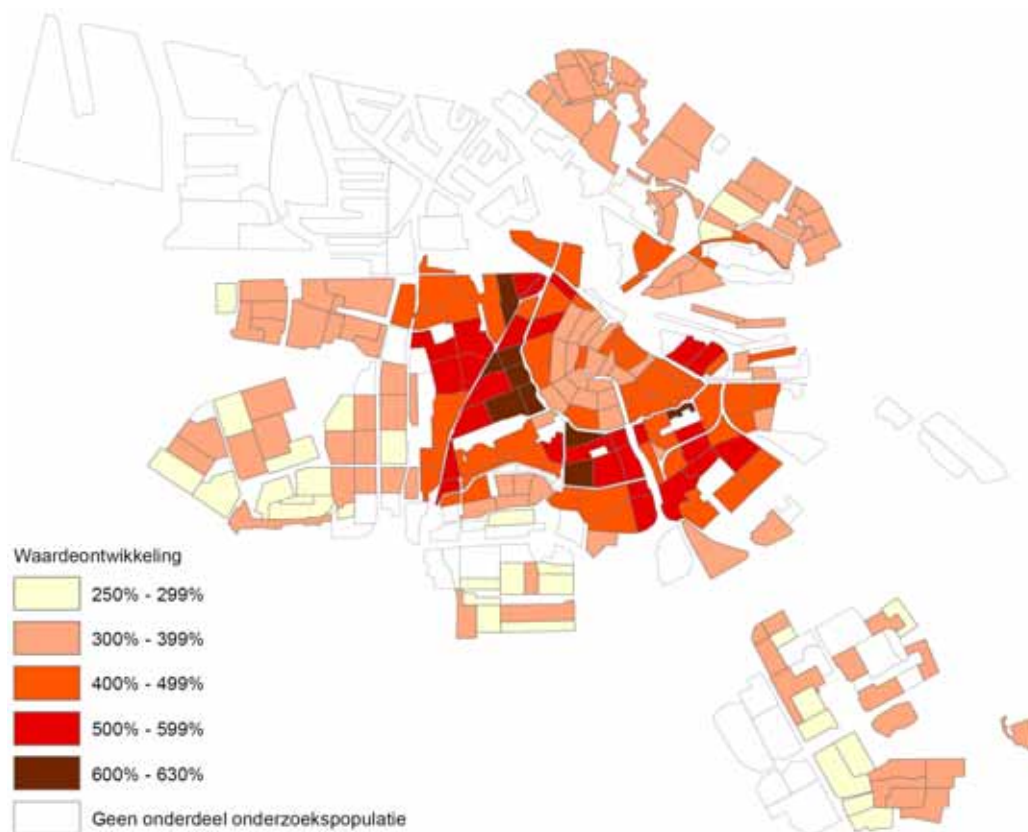 Waardeontwikkeling
250% - 299%
300% - 399%
400% - 499%
500% - 599%
600% - 630%
Geen onderdeel onderzoekspopulatie